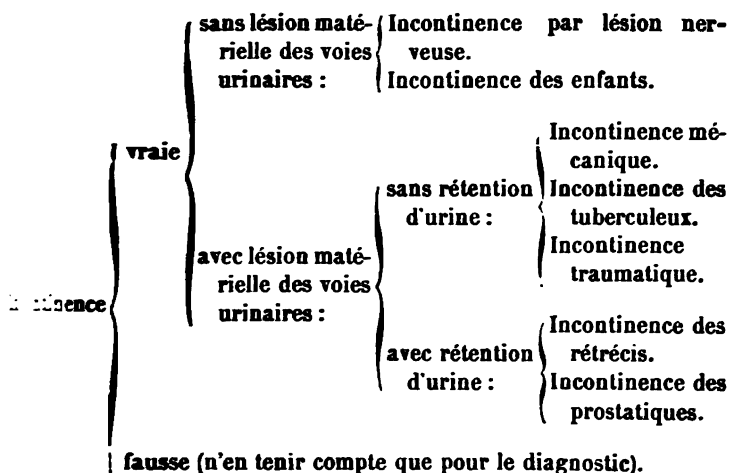 sans lésion maté-
rielle des voies
urinaires :
Incontinence par lésion ner-
veuse.
Incontinence des enfants.
vraie
avec lésion maté-
rielle des voies
urinaires :
sans rétention
d'urine :
Incontinence mé-
canique.
Incontinence des
tuberculeux.
Incontinence
traumatique.
avec rétention
d'urine :
Incontinence des
rétrécis.
Incontinence des
prostatiques.
fausse (n'en tenir compte que pour le diagnostic).